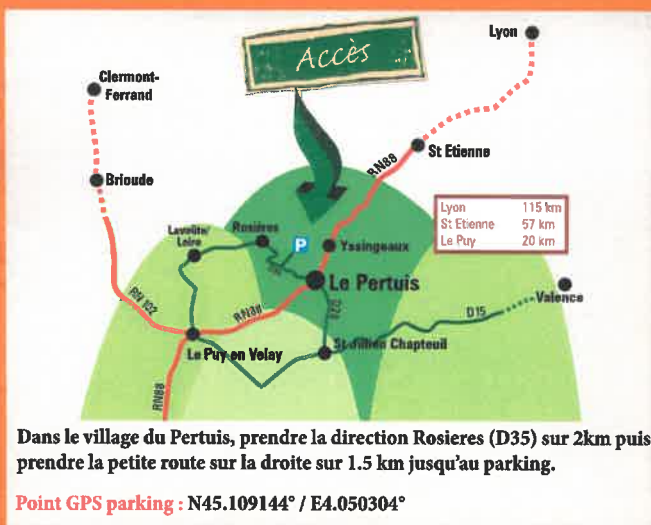 Accès
Lyon
Clermont-
Ferrand
RN88
St Etienne
Brioude
Lyon 115 km
St Etienne 57 km
Le Puy 20 km
Lavoûte/
Loire
Rosières
P
Yssingeaux
Le Pertuis
Valence
RN 102
RN88
D28
D15
Le Puy en Velay
St Jilien Chapteuil
RN88
Dans le village du Pertuis, prendre la direction Rosieres (D35) sur 2km puis
prendre la petite route sur la droite sur 1.5 km jusqu'au parking.
Point GPS parking : N45.109144° / E4.050304°